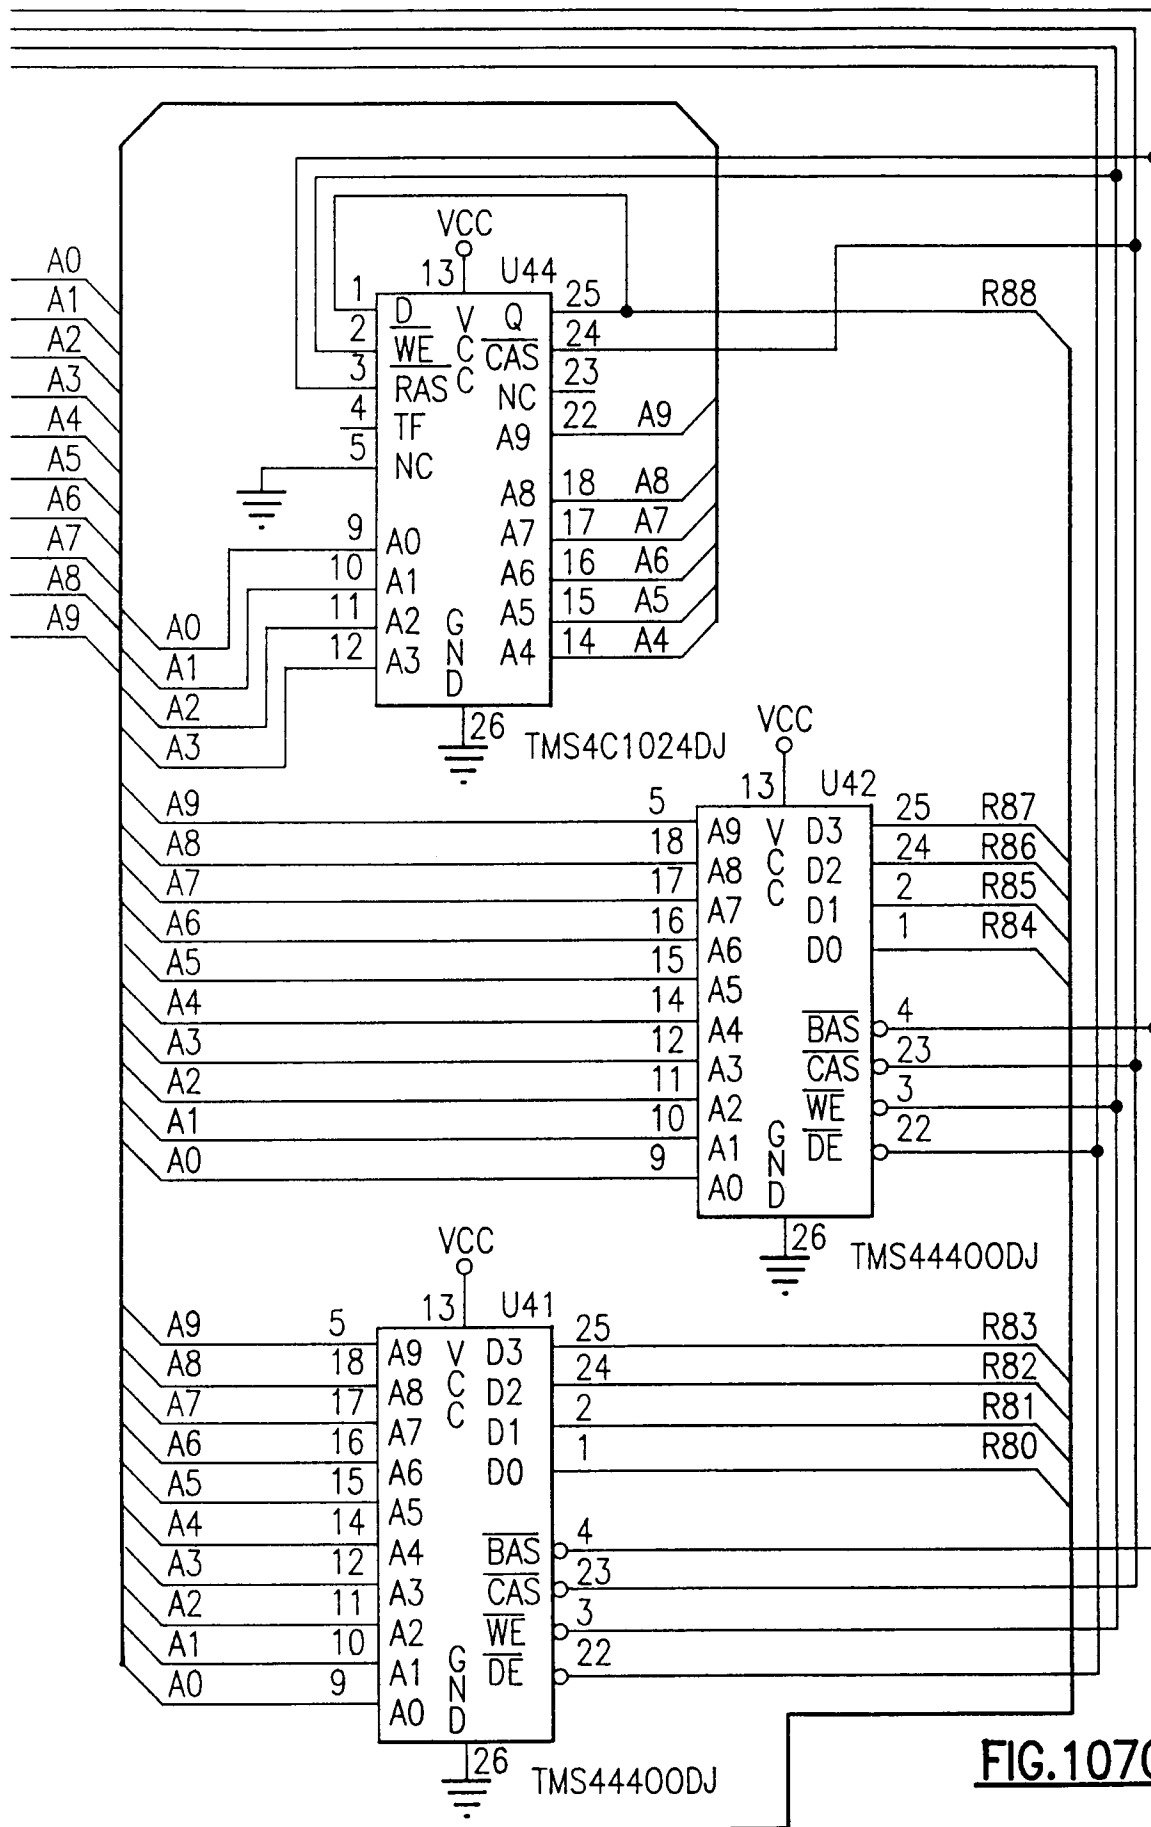 A0
A1
A2
A3
A4
A5
A6
A7
A8
A9
VCC
13 U44
1 D
2 WE
3 RAS
4 TF
5 NC
9 A0
10 A1
11 A2
12 A3
VCC
GND
Q 25 R88
CAS 24
NC 23
A9 22 A9
A8 18 A8
A7 17 A7
A6 16 A6
A5 15 A5
A4 14 A4
A0
A1
A2
A3
26
TMS4C1024DJ
VCC
13 U42
A9 5 A9
A8 18 A8
A7 17 A7
A6 16 A6
A5 15 A5
A4 14 A4
A3 12 A3
A2 11 A2
A1 10 A1
A0 9 A0
VCC
GND
D3 25 R87
D2 24 R86
D1 2 R85
D0 1 R84
BAS 4
CAS 23
WE 3
DE 22
26
TMS44400DJ
VCC
13 U41
A9 5 A9
A8 18 A8
A7 17 A7
A6 16 A6
A5 15 A5
A4 14 A4
A3 12 A3
A2 11 A2
A1 10 A1
A0 9 A0
VCC
GND
D3 25 R83
D2 24 R82
D1 2 R81
D0 1 R80
BAS 4
CAS 23
WE 3
DE 22
26
TMS44400DJ
FIG.107